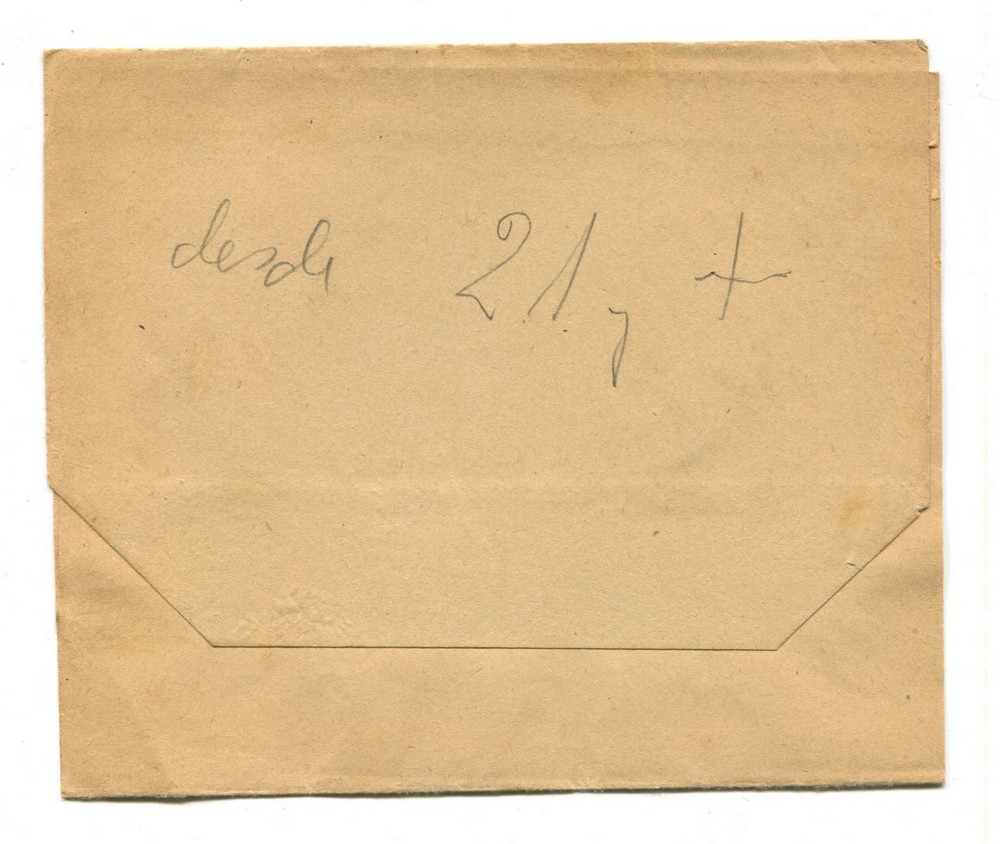 desde 21 y +